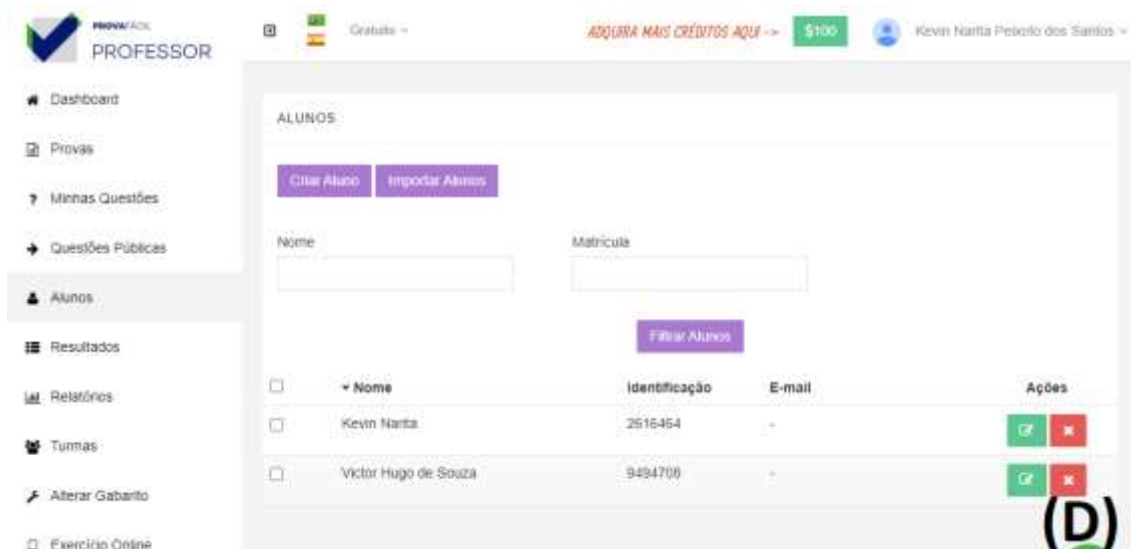 PROVAFÁCIL
PROFESSOR
Gratuito
ADQUIRA MAIS CRÉDITOS AQUI ->
$100
Kevin Narita Peixoto dos Santos
Dashboard
Provas
Minhas Questões
Questões Públicas
Alunos
Resultados
Relatórios
Turmas
Alterar Gabarito
Exercício Online
ALUNOS
Criar Aluno
Importar Alunos
Nome
Matrícula
Filtrar Alunos
Nome Identificação E-mail Ações
Kevin Narita 2616464 -
Victor Hugo de Souza 9494708 -
(D)